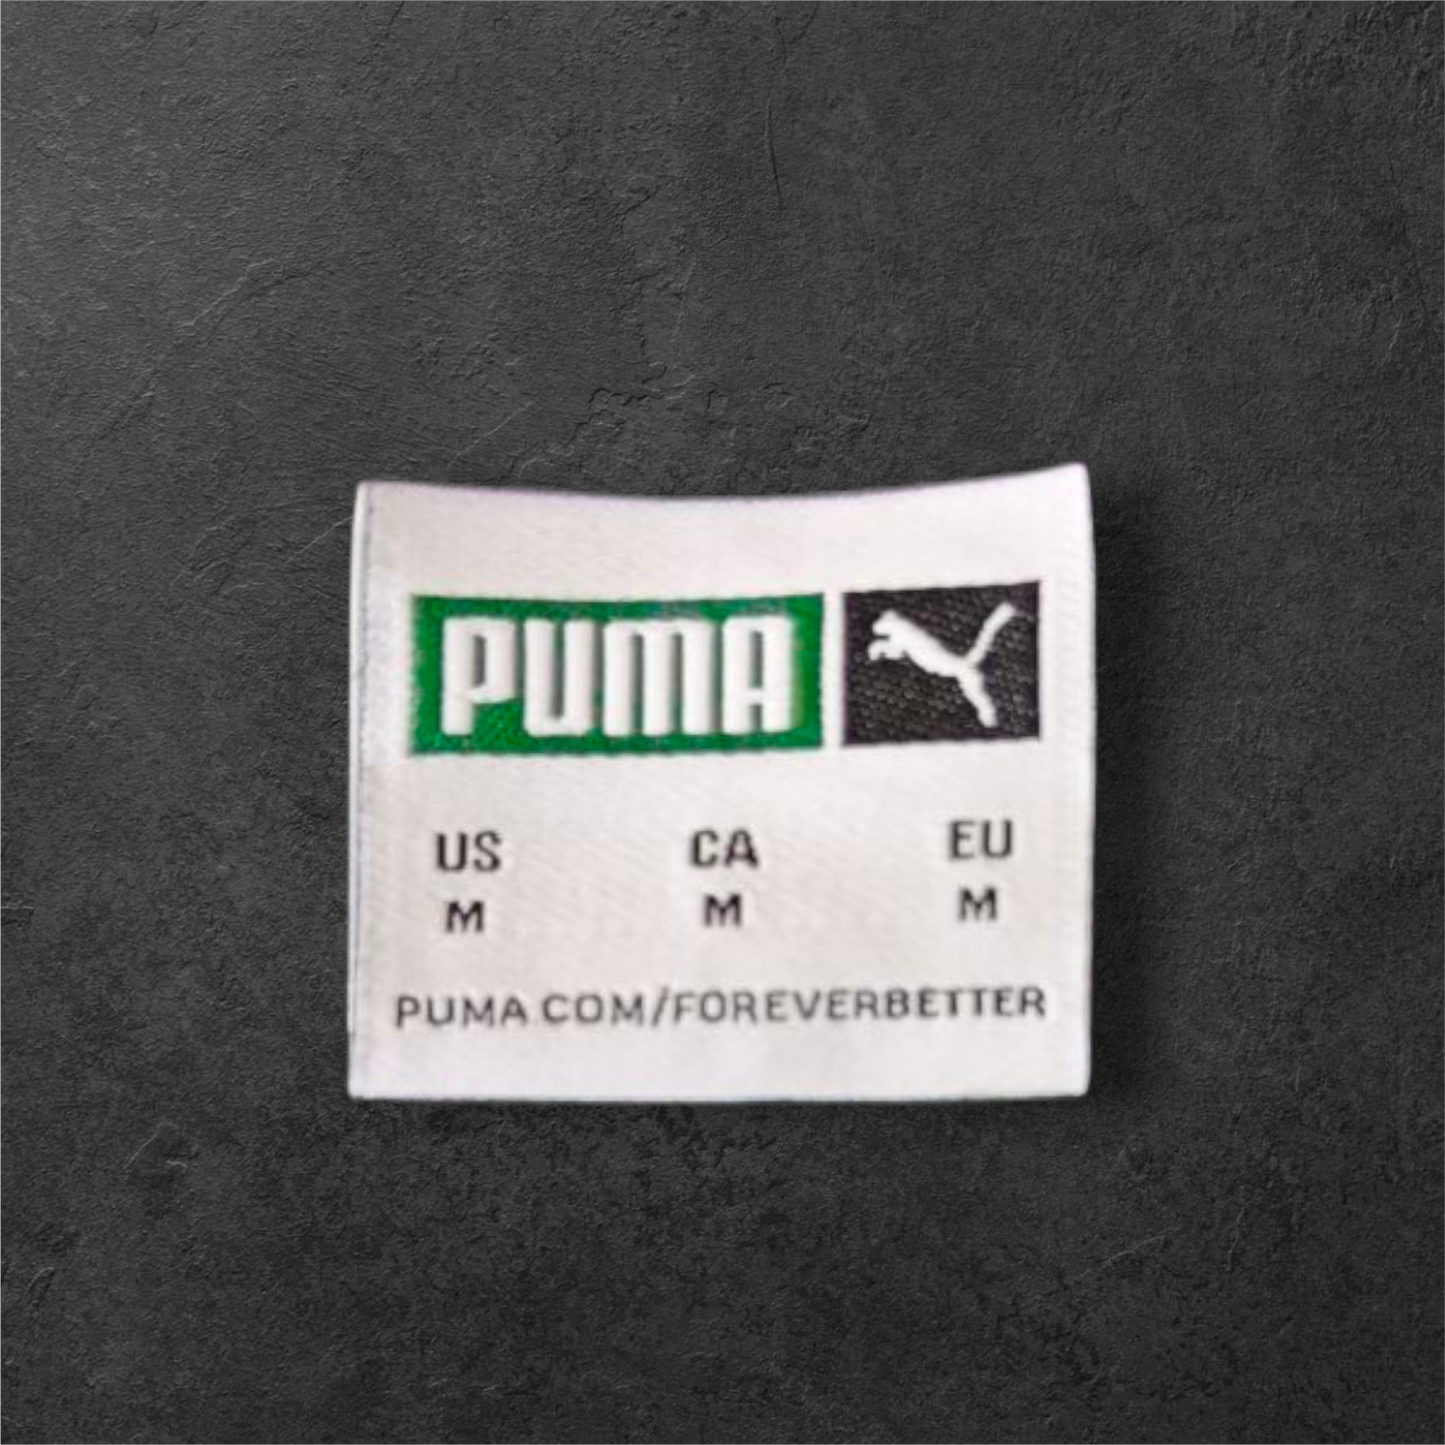 PUMA
US CA EU
M M M
PUMA.COM/FOREVERBETTER